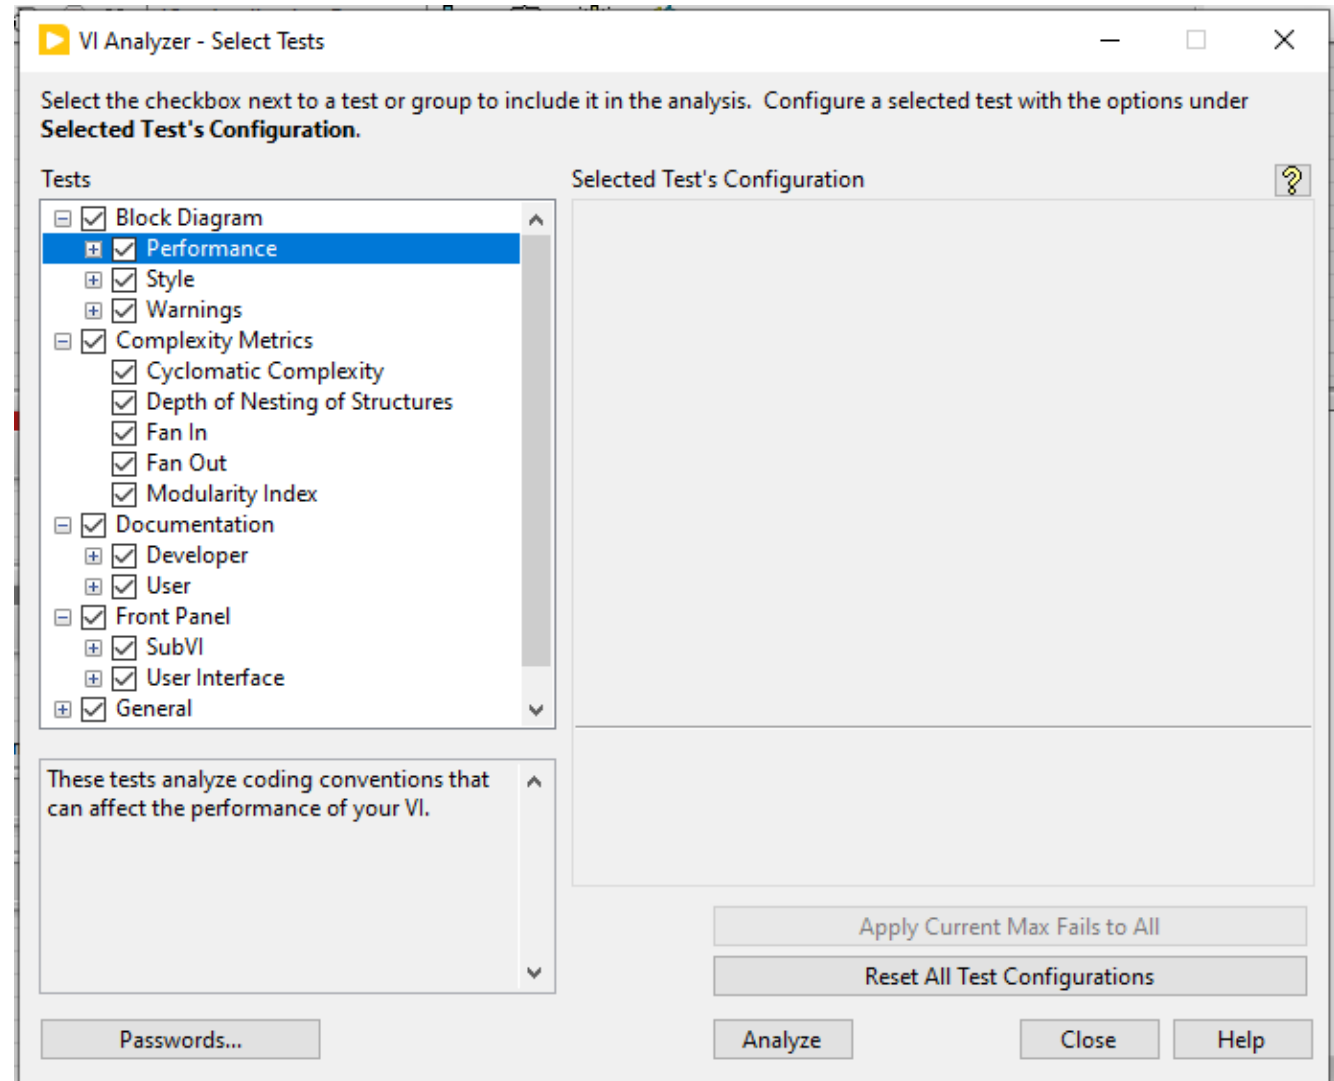 VI Analyzer - Select Tests
Select the checkbox next to a test or group to include it in the analysis.  Configure a selected test with the options under
Selected Test's Configuration.
Tests
Selected Test's Configuration
Block Diagram
Performance
Style
Warnings
Complexity Metrics
Cyclomatic Complexity
Depth of Nesting of Structures
Fan In
Fan Out
Modularity Index
Documentation
Developer
User
Front Panel
SubVI
User Interface
General
These tests analyze coding conventions that
can affect the performance of your VI.
Apply Current Max Fails to All
Reset All Test Configurations
Passwords...
Analyze
Close
Help